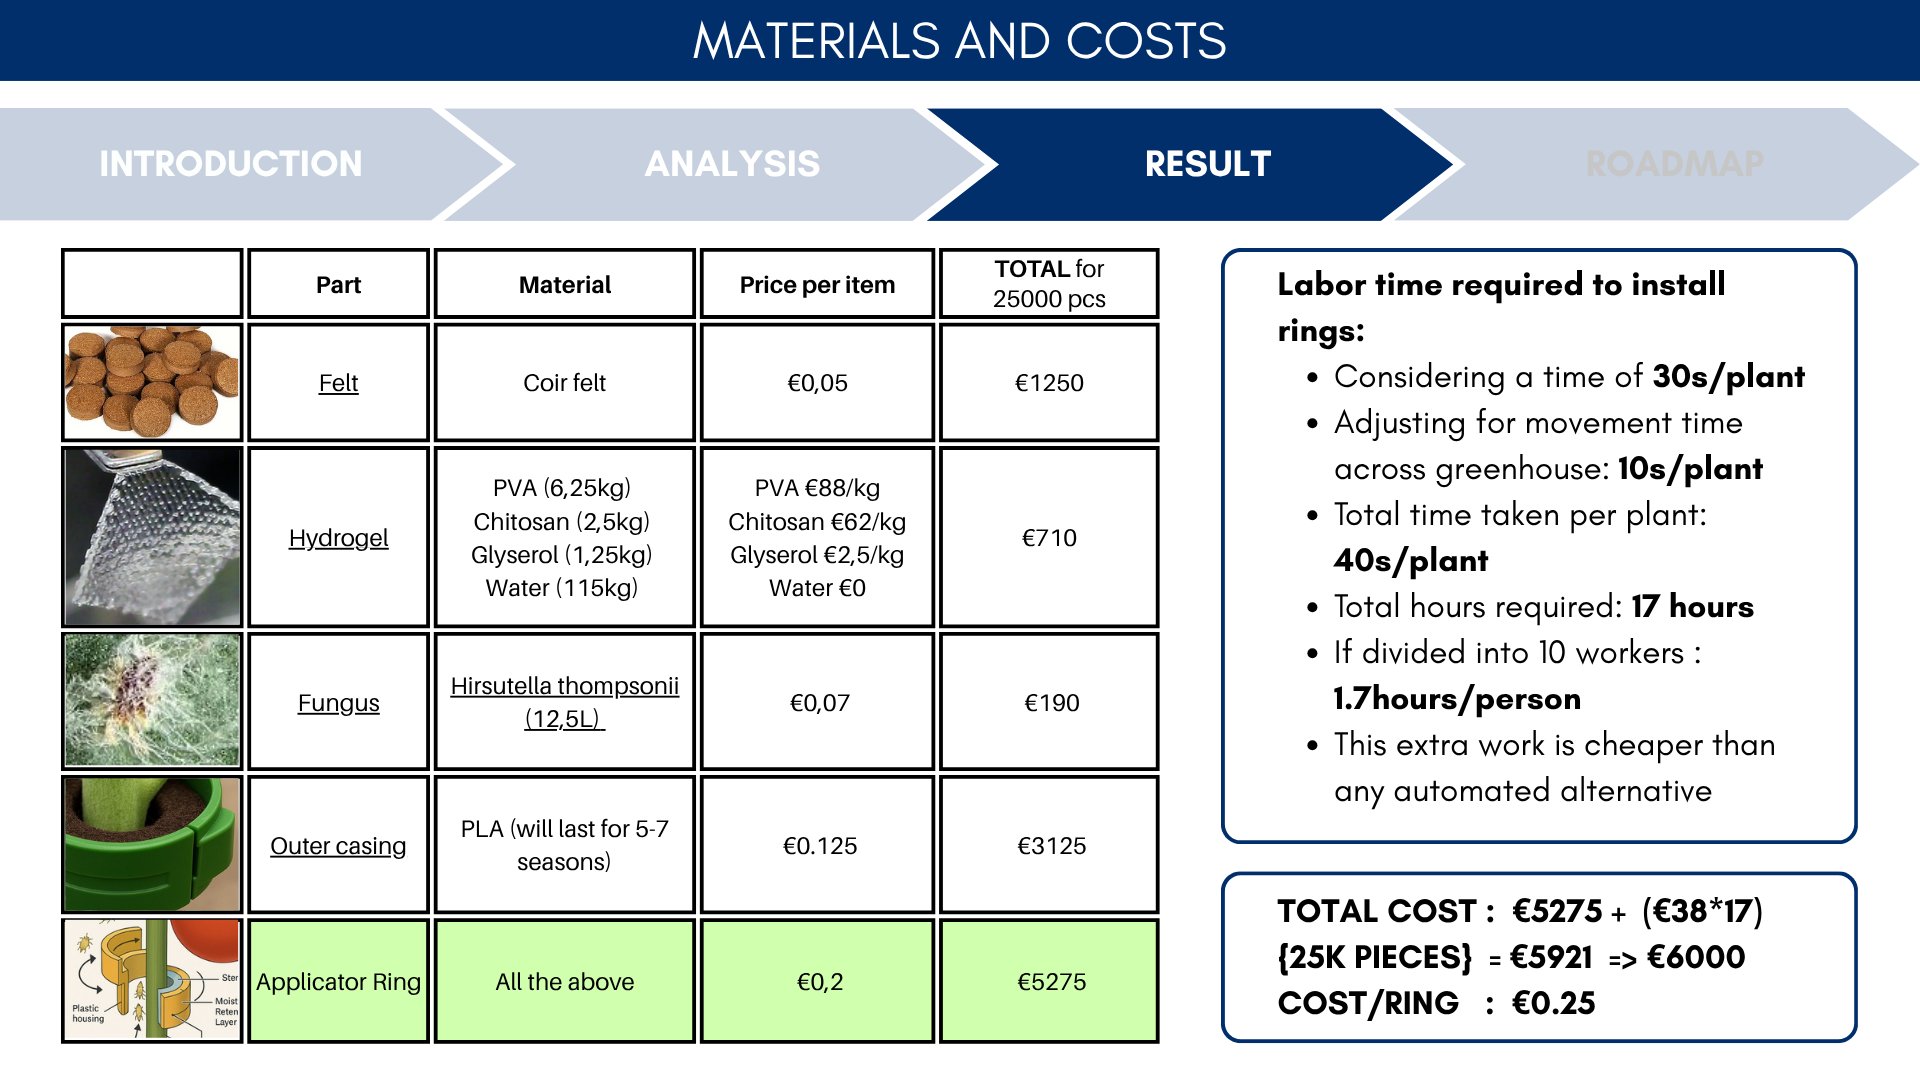 MATERIALS AND COSTS
INTRODUCTION
ANALYSIS
RESULT
ROADMAP
Part
Material
Price per item
TOTAL for
25000 pcs
Felt
Coir felt
€0,05
€1250
Hydrogel
PVA (6,25kg)
Chitosan (2,5kg)
Glyserol (1,25kg)
Water (115kg)
PVA €88/kg
Chitosan €62/kg
Glyserol €2,5/kg
Water €0
€710
Fungus
Hirsutella thompsonii
(12,5L)
€0,07
€190
Outer casing
PLA (will last for 5-7
seasons)
€0.125
€3125
Plastic
housing
Ster
Moist
Reten
Layer
Applicator Ring
All the above
€0,2
€5275
Labor time required to install
rings:
• Considering a time of 30s/plant
• Adjusting for movement time
across greenhouse: 10s/plant
• Total time taken per plant:
40s/plant
• Total hours required: 17 hours
• If divided into 10 workers :
1.7hours/person
• This extra work is cheaper than
any automated alternative
TOTAL COST : €5275 + (€38*17)
{25K PIECES} = €5921 => €6000
COST/RING : €0.25